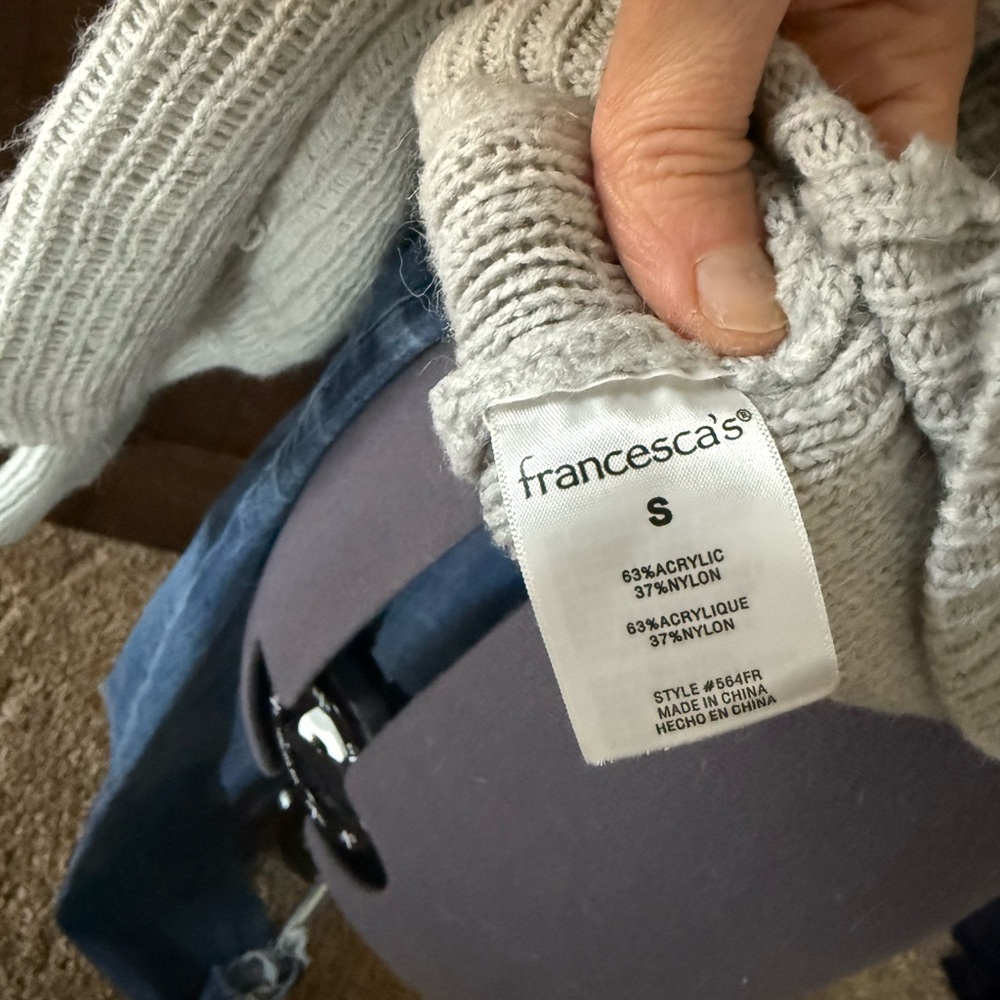 francesca's®
S
63%ACRYLIC
37%NYLON
63%ACRYLIQUE
37%NYLON
STYLE #564FR
MADE IN CHINA
HECHO EN CHINA